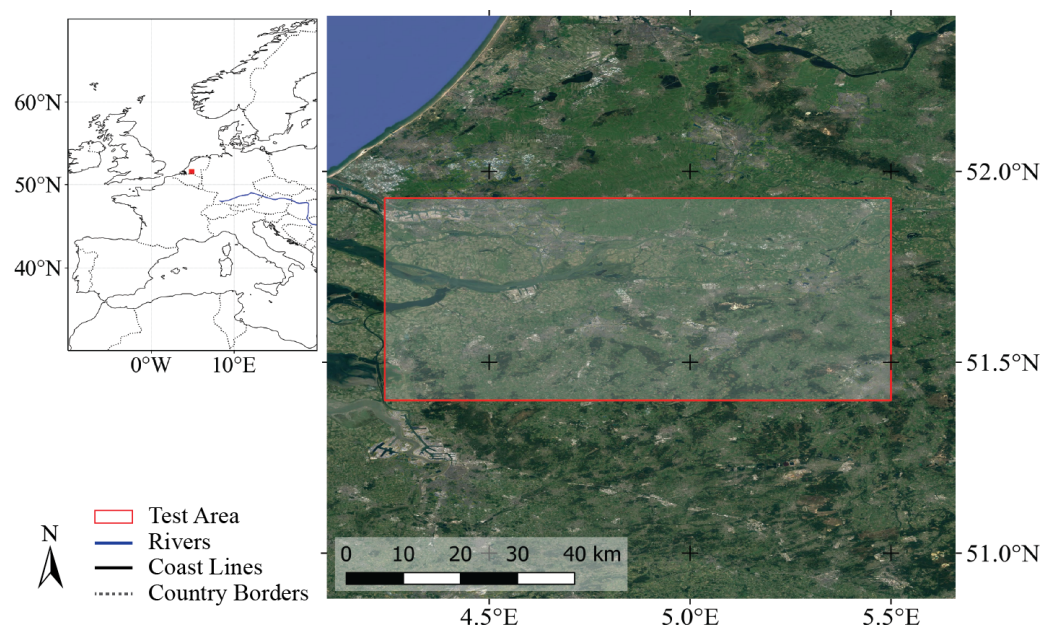 60°N
50°N
40°N
0°W 10°E
52.0°N
51.5°N
51.0°N
4.5°E 5.0°E 5.5°E
N
Test Area
Rivers
Coast Lines
Country Borders
0 10 20 30 40 km